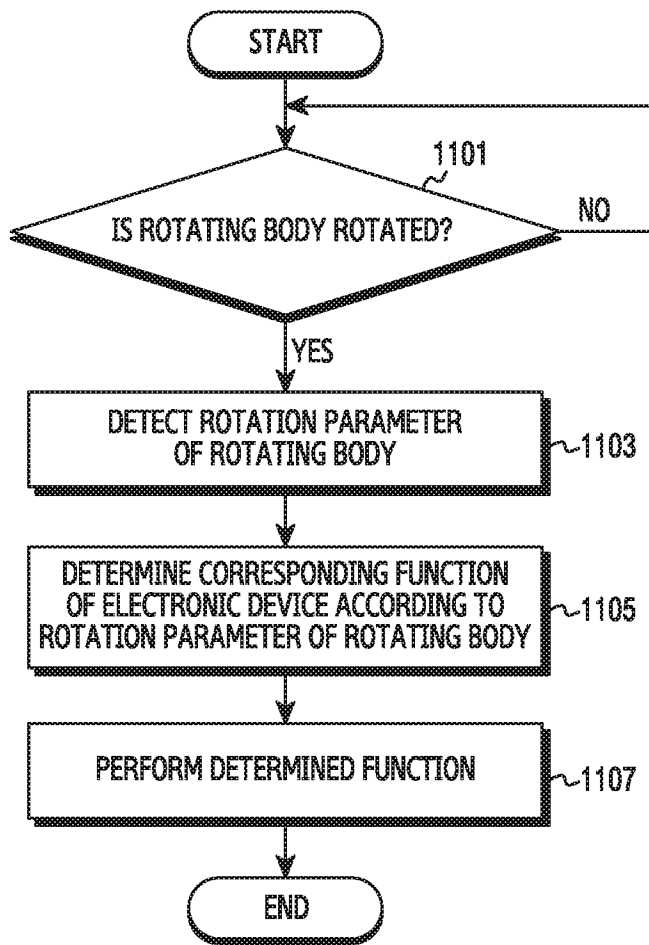 START
1101
IS ROTATING BODY ROTATED?
NO
YES
DETECT ROTATION PARAMETER
OF ROTATING BODY
1103
DETERMINE CORRESPONDING FUNCTION
OF ELECTRONIC DEVICE ACCORDING TO
ROTATION PARAMETER OF ROTATING BODY
1105
PERFORM DETERMINED FUNCTION
1107
END